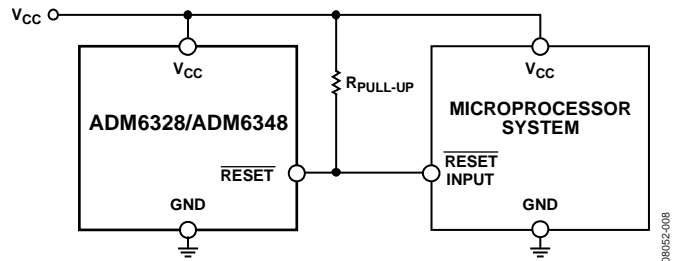 VCC
VCC
ADM6328/ADM6348
RESET
GND
RPULL-UP
VCC
MICROPROCESSOR
SYSTEM
RESET
INPUT
GND
08052-008